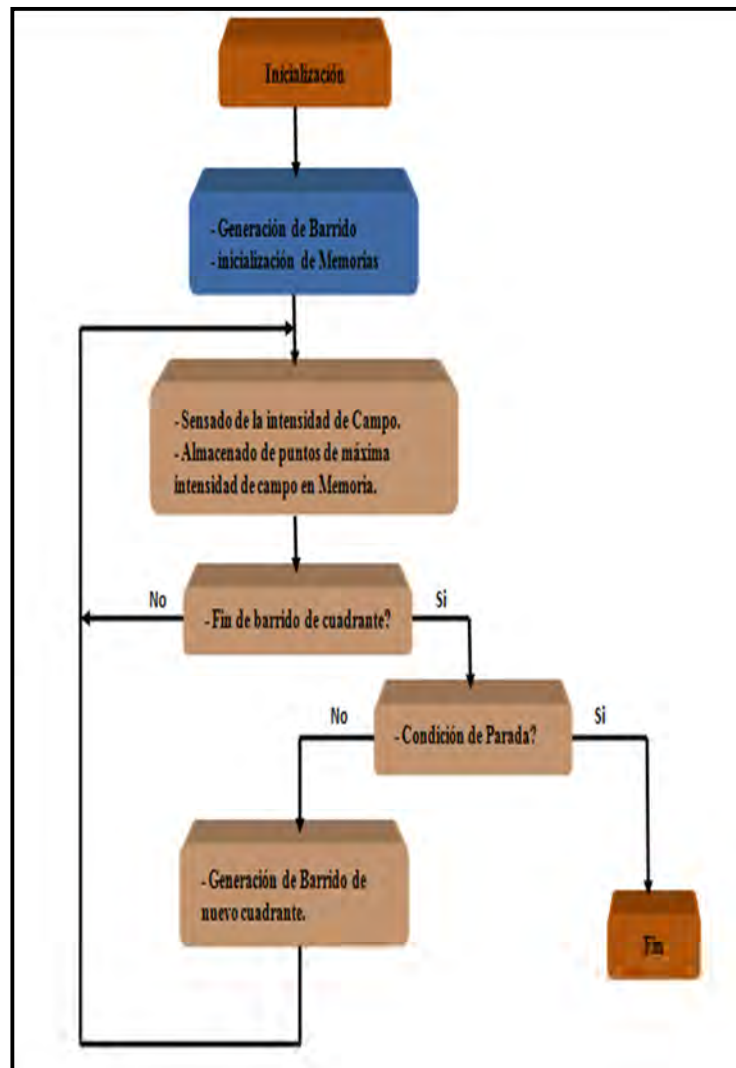 Inicialización
- Generación de Barrido
- inicialización de Memorias
- Sensado de la intensidad de Campo.
- Almacenado de puntos de máxima
intensidad de campo en Memoria.
No
Si
- Fin de barrido de cuadrante?
No
Si
- Condición de Parada?
- Generación de Barrido de
nuevo cuadrante.
Fin